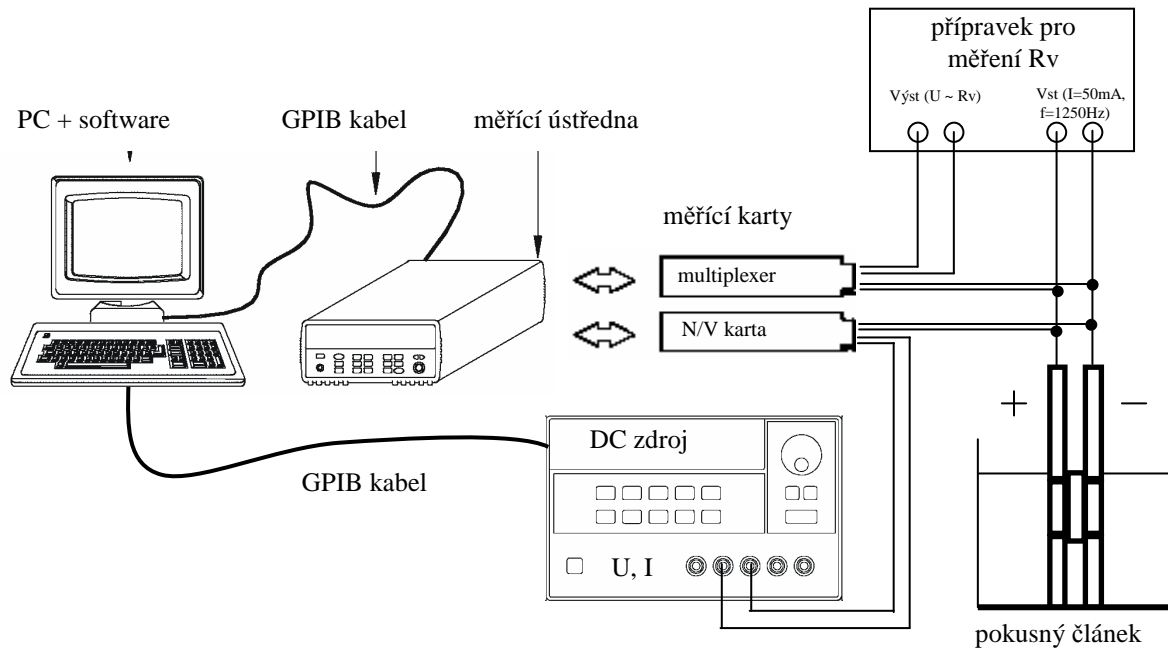 přípravek pro
měření Rv
Výst (U ~ Rv)
Vst (I=50mA,
f=1250Hz)
PC + software
GPIB kabel
měřící ústředna
měřící karty
multiplexer
N/V karta
+
−
DC zdroj
GPIB kabel
U, I
pokusný článek